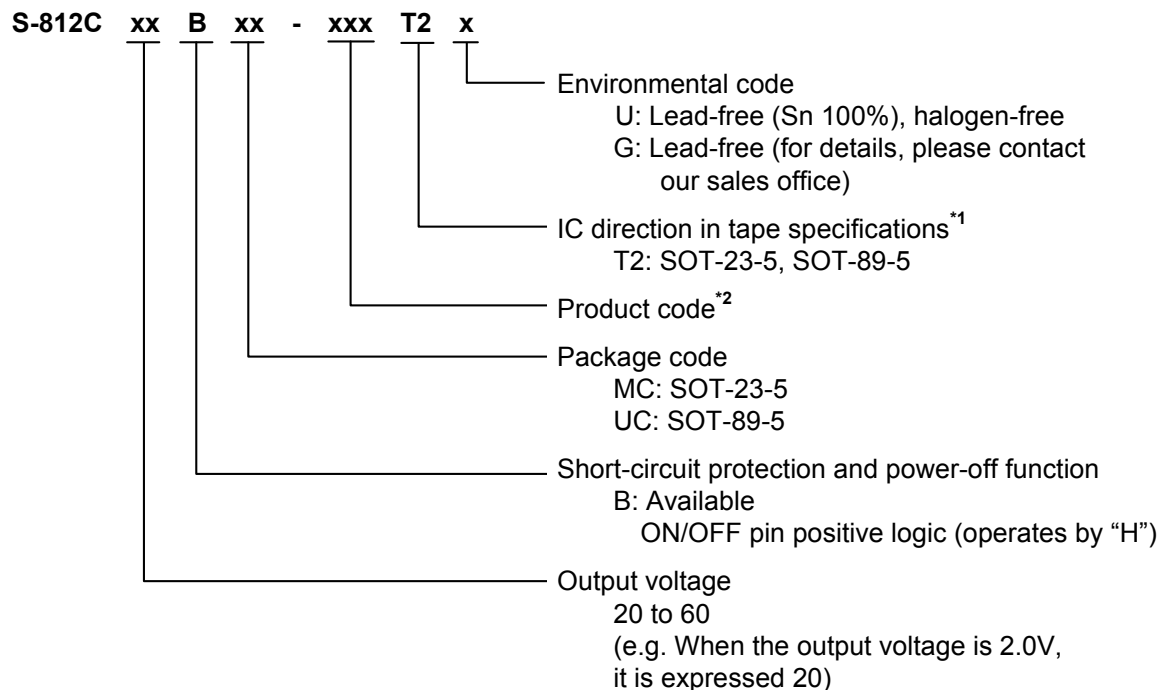 S-812C xx B xx - xxx T2 x
Environmental code
U: Lead-free (Sn 100%), halogen-free
G: Lead-free (for details, please contact
our sales office)
IC direction in tape specifications*1
T2: SOT-23-5, SOT-89-5
Product code*2
Package code
MC: SOT-23-5
UC: SOT-89-5
Short-circuit protection and power-off function
B: Available
ON/OFF pin positive logic (operates by “H”)
Output voltage
20 to 60
(e.g. When the output voltage is 2.0V,
it is expressed 20)